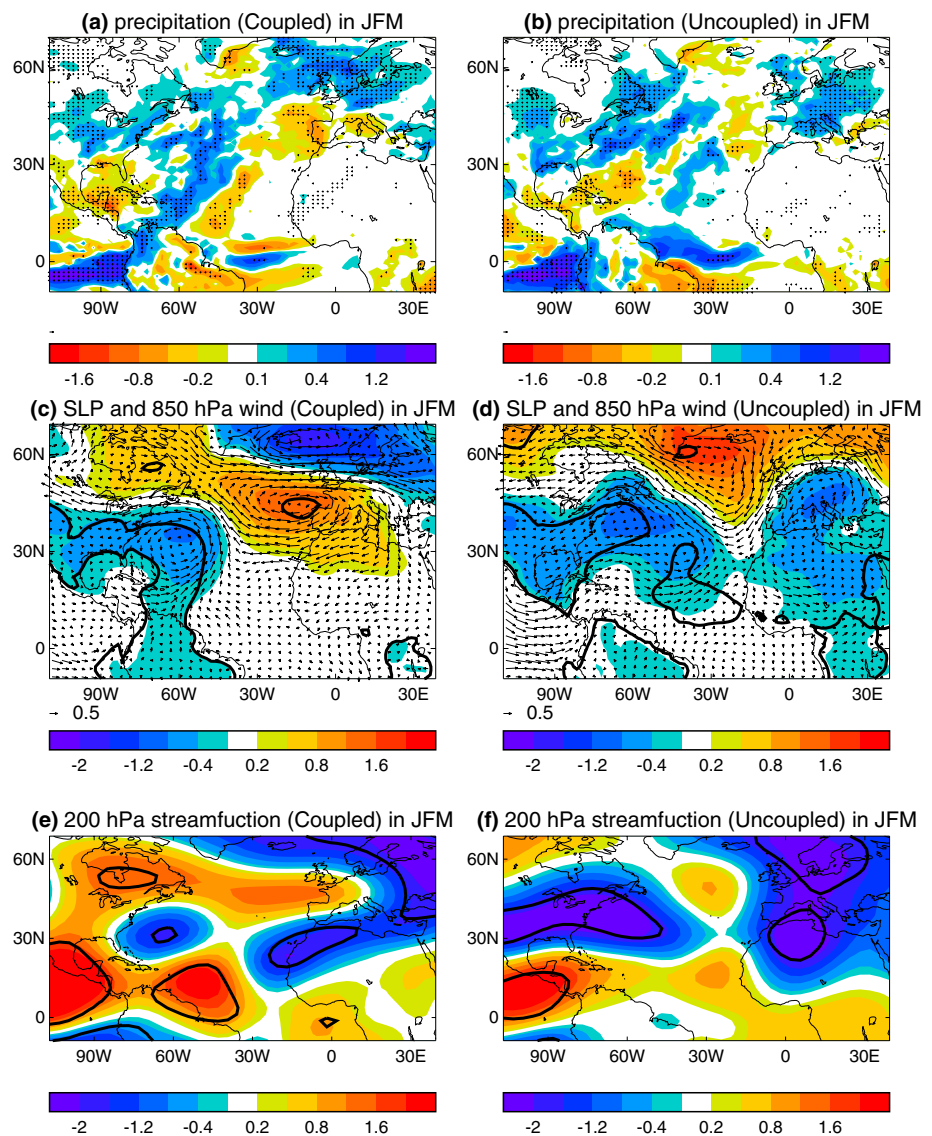 (a) precipitation (Coupled) in JFM
(b) precipitation (Uncoupled) in JFM
60N
30N
0
90W 60W 30W 0 30E
-1.6 -0.8 -0.2 0.1 0.4 1.2
60N
30N
0
90W 60W 30W 0 30E
-1.6 -0.8 -0.2 0.1 0.4 1.2
(c) SLP and 850 hPa wind (Coupled) in JFM
(d) SLP and 850 hPa wind (Uncoupled) in JFM
60N
30N
0
90W 60W 30W 0 30E
0.5
-2 -1.2 -0.4 0.2 0.8 1.6
60N
30N
0
90W 60W 30W 0 30E
0.5
-2 -1.2 -0.4 0.2 0.8 1.6
(e) 200 hPa streamfuction (Coupled) in JFM
(f) 200 hPa streamfuction (Uncoupled) in JFM
60N
30N
0
90W 60W 30W 0 30E
-2 -1.2 -0.4 0.2 0.8 1.6
60N
30N
0
90W 60W 30W 0 30E
-2 -1.2 -0.4 0.2 0.8 1.6